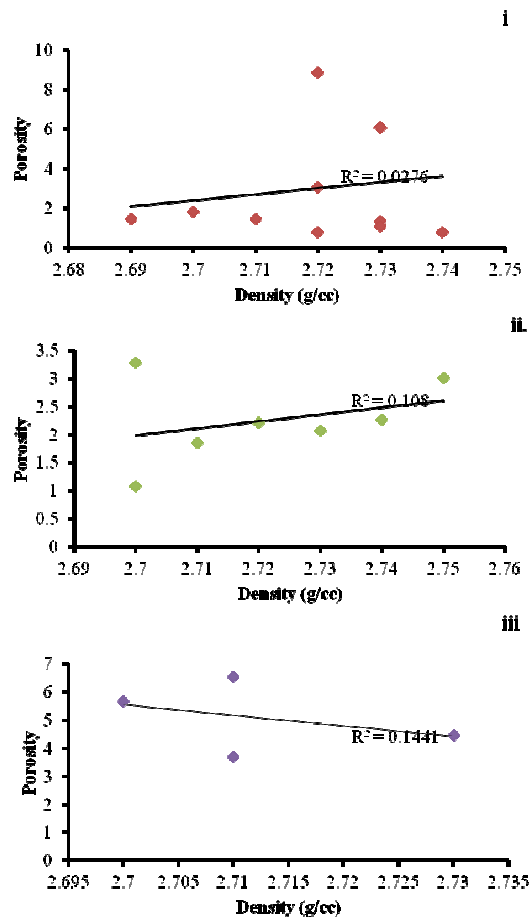 i
10
8
6
4
2
0
Porosity
R² = 0.0276
2.68 2.69 2.7 2.71 2.72 2.73 2.74 2.75
Density (g/cc)
ii.
3.5
3
2.5
2
1.5
1
0.5
0
Porosity
R² = 0.108
2.69 2.7 2.71 2.72 2.73 2.74 2.75 2.76
Density (g/cc)
iii
7
6
5
4
3
2
1
0
Porosity
R² = 0.1441
2.695 2.7 2.705 2.71 2.715 2.72 2.725 2.73 2.735
Density (g/cc)